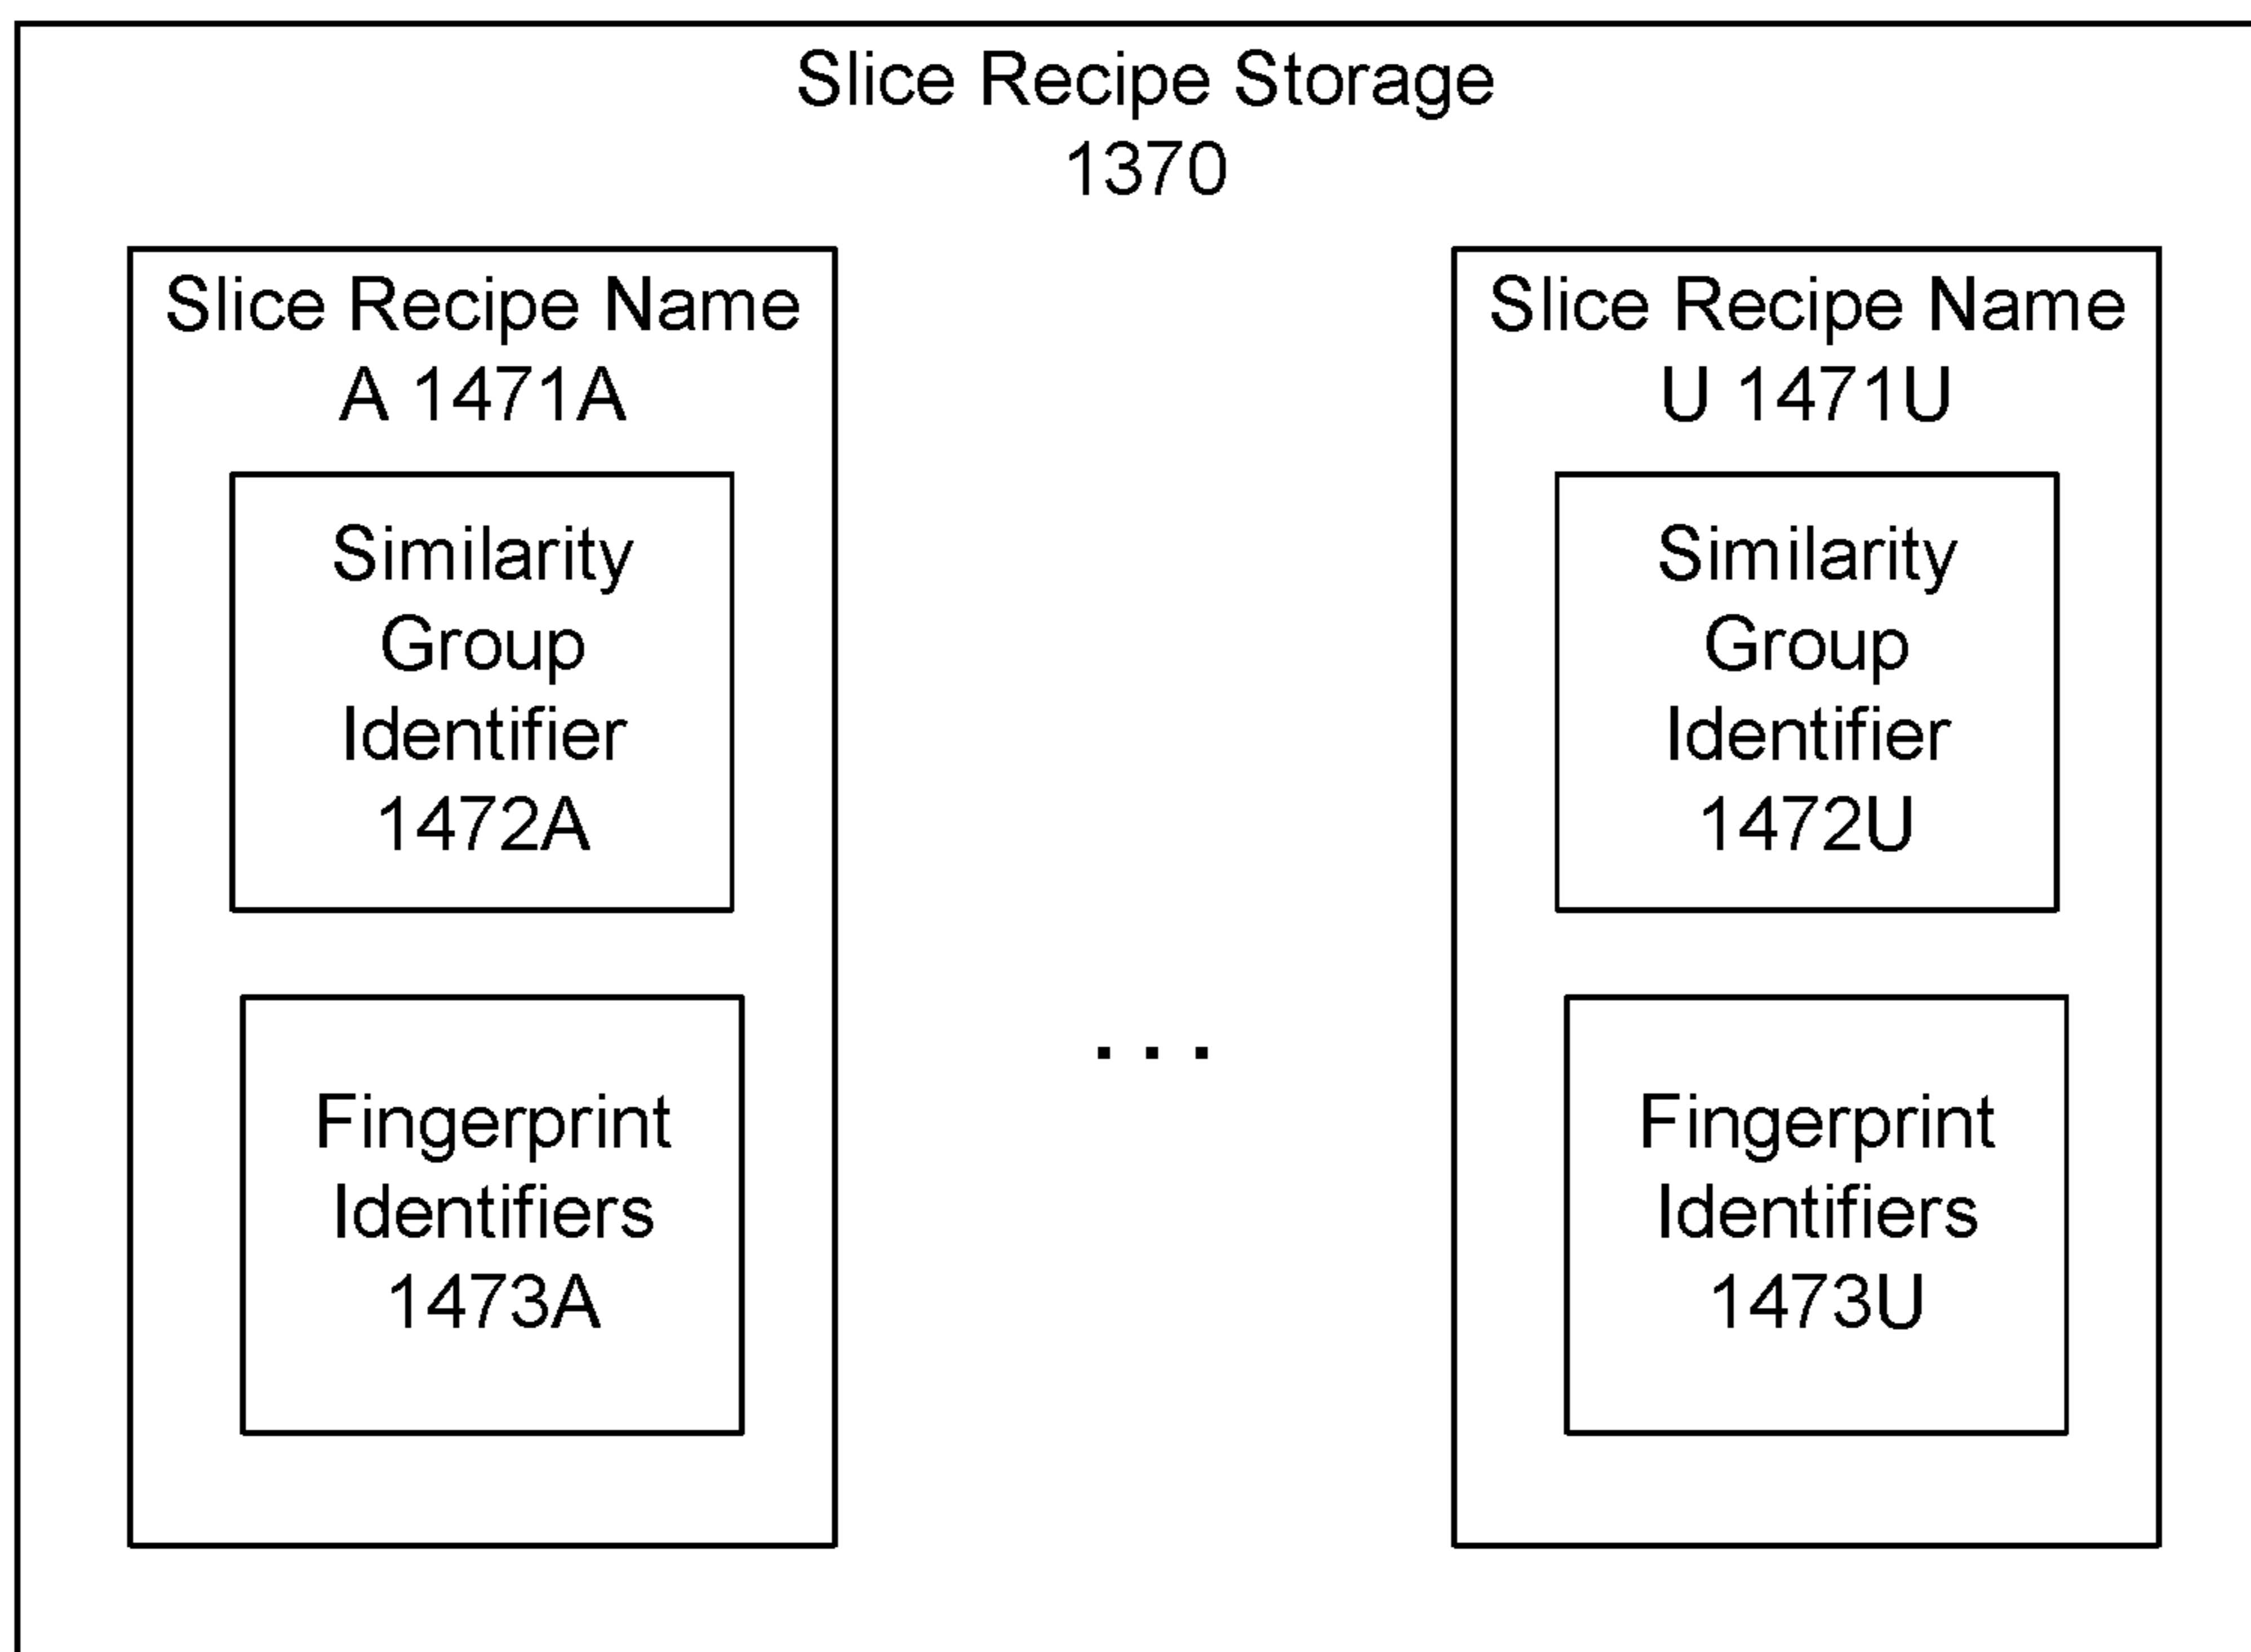 Slice Recipe Storage
1370
Slice Recipe Name
A 1471A
Similarity
Group
Identifier
1472A
Fingerprint
Identifiers
1473A
. . .
Slice Recipe Name
U 1471U
Similarity
Group
Identifier
1472U
Fingerprint
Identifiers
1473U